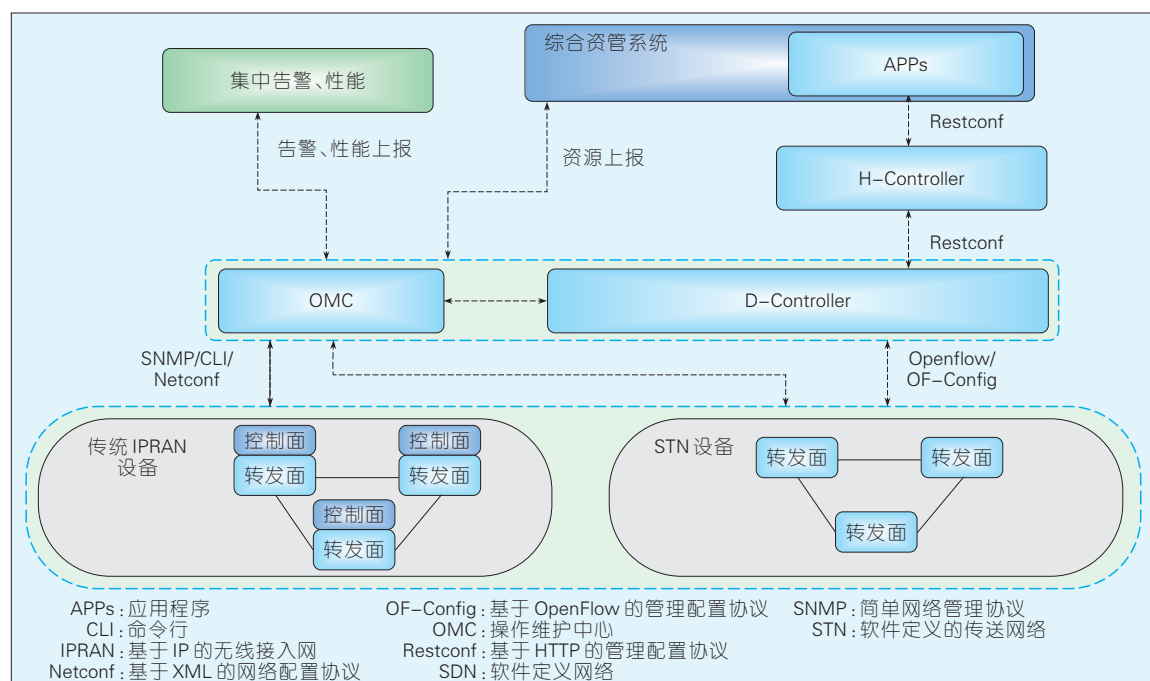 综合资管系统
APPs
集中告警、性能
Restconf
告警、性能上报
资源上报
H-Controller
Restconf
OMC
D-Controller
SNMP/CLI/
Netconf
Openflow/
OF-Config
传统 IPRAN
设备
控制面
转发面
控制面
转发面
控制面
转发面
STN 设备
转发面
转发面
转发面
APPs:应用程序
CLI:命令行
IPRAN:基于 IP 的无线接入网
Netconf:基于 XML 的网络配置协议
OF-Config:基于 OpenFlow 的管理配置协议
OMC:操作维护中心
Restconf:基于 HTTP 的管理配置协议
SDN:软件定义网络
SNMP:简单网络管理协议
STN:软件定义的传送网络